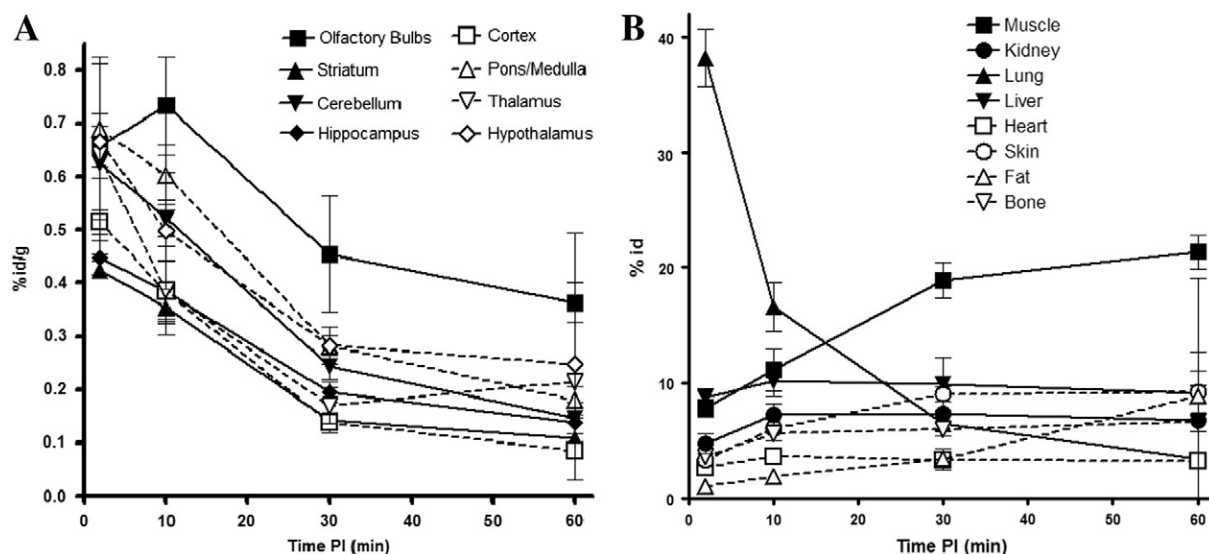 A
Olfactory Bulbs
Striatum
Cerebellum
Hippocampus
Cortex
Pons/Medulla
Thalamus
Hypothalamus
%id/g
0.8
0.7
0.6
0.5
0.4
0.3
0.2
0.1
0.0
0 10 20 30 40 50 60
Time PI (min)
B
Muscle
Kidney
Lung
Liver
Heart
Skin
Fat
Bone
% id
40
30
20
10
0
0 10 20 30 40 50 60
Time PI (min)